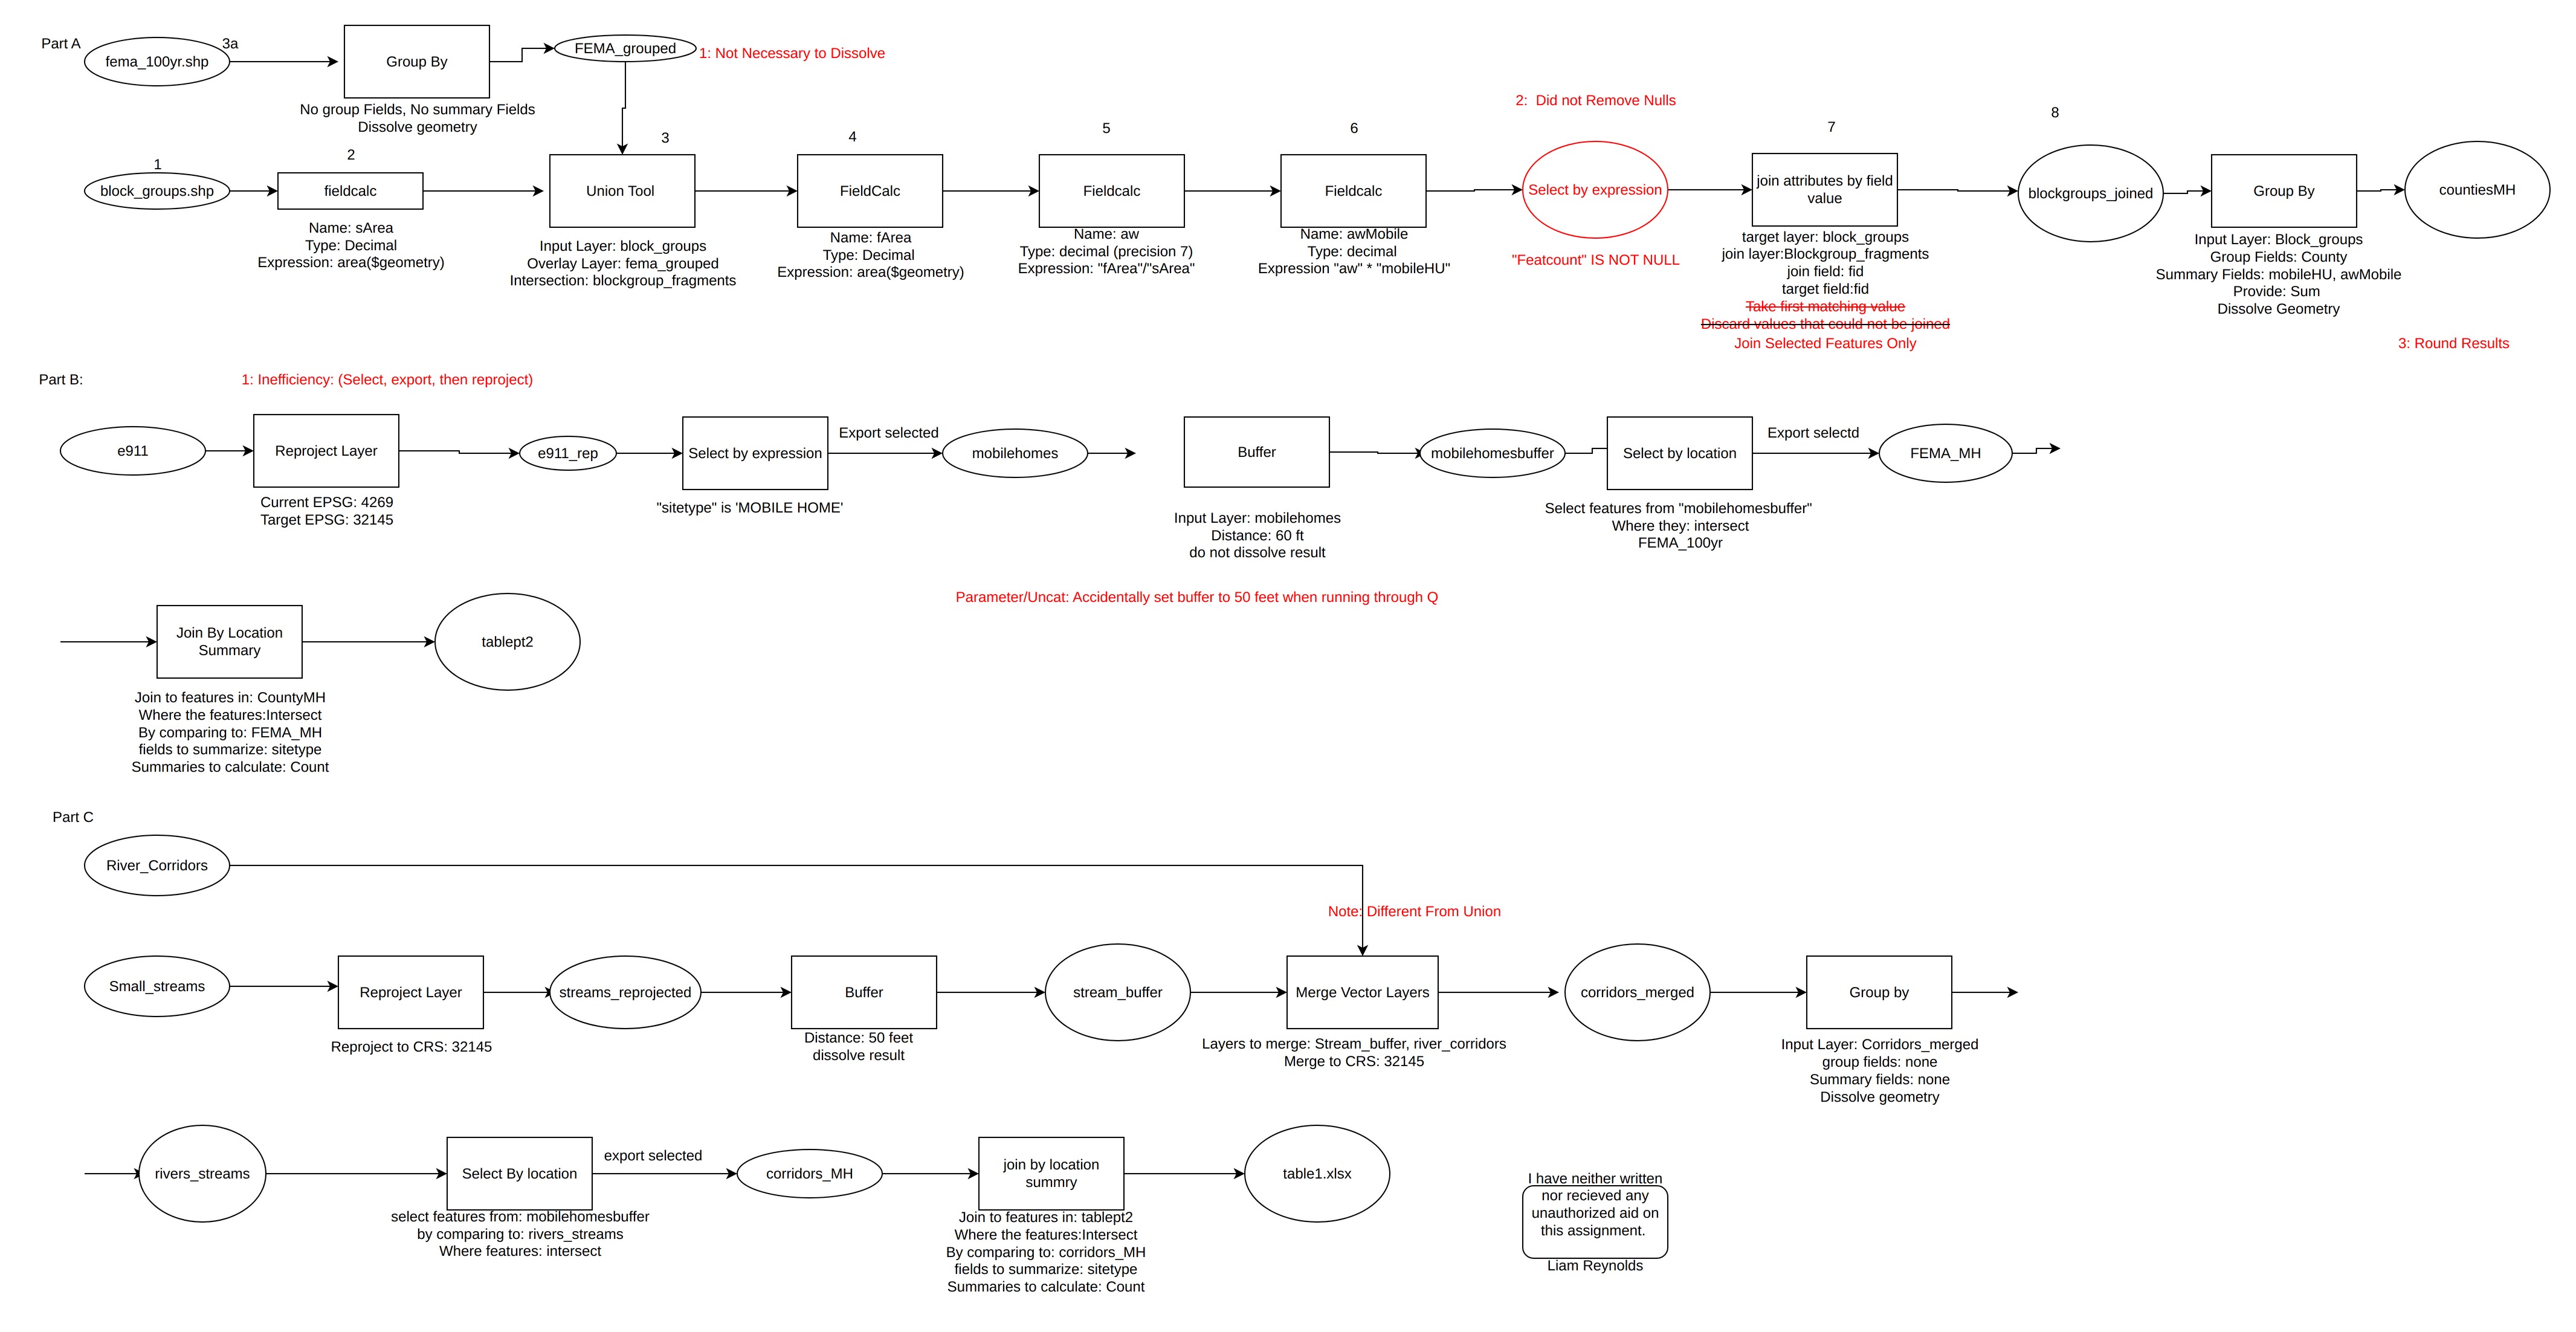 Part A
fema_100yr.shp
3a
Group By
FEMA_grouped
1: Not Necessary to Dissolve
No group Fields, No summary Fields
Dissolve geometry
1
block_groups.shp
2
fieldcalc
Name: sArea
Type: Decimal
Expression: area($geometry)
3
Union Tool
Input Layer: block_groups
Overlay Layer: fema_grouped
Intersection: blockgroup_fragments
4
FieldCalc
Name: fArea
Type: Decimal
Expression: area($geometry)
5
Fieldcalc
Name: aw
Type: decimal (precision 7)
Expression: "fArea"/"sArea"
6
Fieldcalc
Name: awMobile
Type: decimal
Expression "aw" * "mobileHU"
2:  Did not Remove Nulls
Select by expression
"Featcount" IS NOT NULL
7
join attributes by field
value
target layer: block_groups
join layer:Blockgroup_fragments
join field: fid
target field:fid
Take first matching value
Discard values that could not be joined
Join Selected Features Only
8
blockgroups_joined
Group By
Input Layer: Block_groups
Group Fields: County
Summary Fields: mobileHU, awMobile
Provide: Sum
Dissolve Geometry
countiesMH
3: Round Results
Part B:
1: Inefficiency: (Select, export, then reproject)
e911
Reproject Layer
Current EPSG: 4269
Target EPSG: 32145
e911_rep
Select by expression
"sitetype" is 'MOBILE HOME'
Export selected
mobilehomes
Buffer
Input Layer: mobilehomes
Distance: 60 ft
do not dissolve result
mobilehomesbuffer
Select by location
Select features from "mobilehomesbuffer"
Where they: intersect
FEMA_100yr
Export selectd
FEMA_MH
Parameter/Uncat: Accidentally set buffer to 50 feet when running through Q
Join By Location
Summary
Join to features in: CountyMH
Where the features:Intersect
By comparing to: FEMA_MH
fields to summarize: sitetype
Summaries to calculate: Count
tablept2
Part C
River_Corridors
Note: Different From Union
Small_streams
Reproject Layer
Reproject to CRS: 32145
streams_reprojected
Buffer
Distance: 50 feet
dissolve result
stream_buffer
Merge Vector Layers
Layers to merge: Stream_buffer, river_corridors
Merge to CRS: 32145
corridors_merged
Group by
Input Layer: Corridors_merged
group fields: none
Summary fields: none
Dissolve geometry
rivers_streams
Select By location
select features from: mobilehomesbuffer
by comparing to: rivers_streams
Where features: intersect
export selected
corridors_MH
join by location
summry
Join to features in: tablept2
Where the features:Intersect
By comparing to: corridors_MH
fields to summarize: sitetype
Summaries to calculate: Count
table1.xlsx
I have neither written
nor recieved any
unauthorized aid on
this assignment.
Liam Reynolds